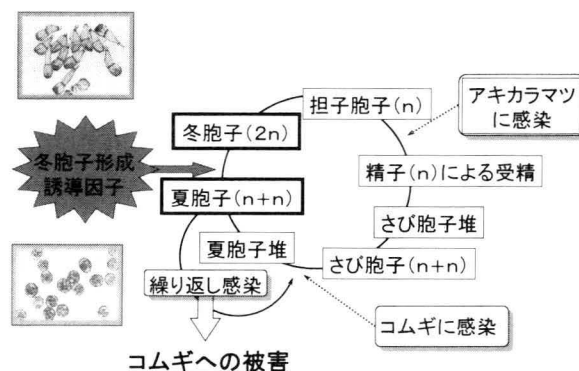 担子胞子(n)
アキカラマツ
に感染
冬胞子(2n)
冬胞子形成
誘導因子
精子(n)による受精
夏胞子(n+n)
さび胞子堆
夏胞子堆
さび胞子(n+n)
繰り返し感染
コムギに感染
コムギへの被害